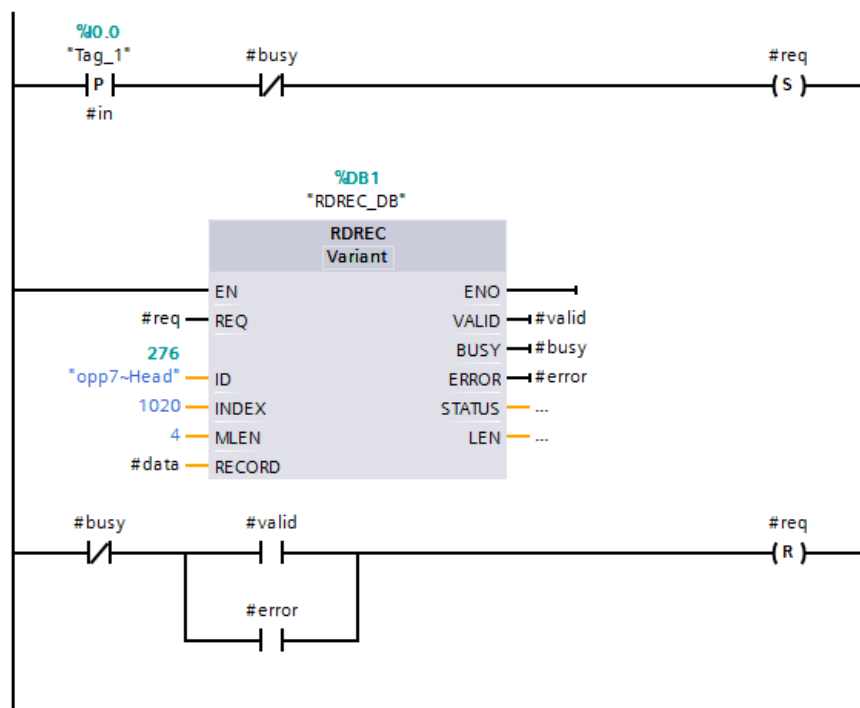 %I0.0
"Tag_1" #busy #req
P S
#in
%DB1
"RDREC_DB"
RDREC
Variant
EN ENO
#req REQ VALID #valid
276 BUSY #busy
"opp7~Head" ID ERROR #error
1020 INDEX STATUS ...
4 MLEN LEN ...
#data RECORD
#busy #valid #req
R
#error